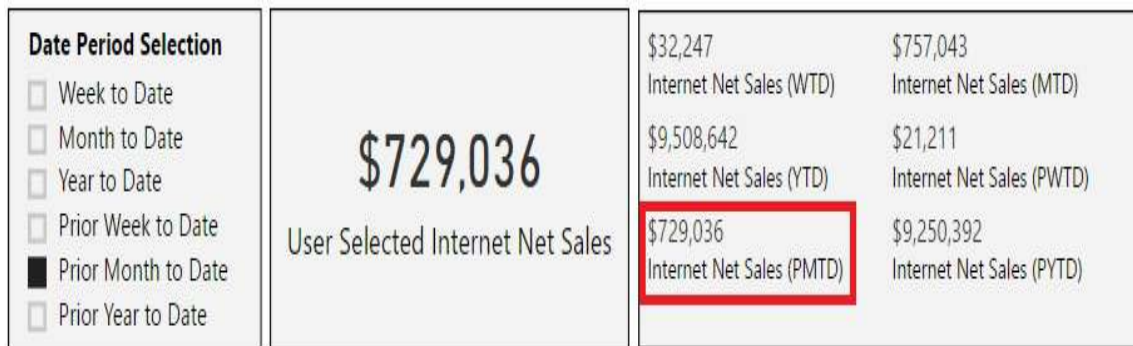 Date Period Selection
Week to Date
Month to Date
Year to Date
Prior Week to Date
Prior Month to Date
Prior Year to Date
$729,036
User Selected Internet Net Sales
$32,247
Internet Net Sales (WTD)
$757,043
Internet Net Sales (MTD)
$9,508,642
Internet Net Sales (YTD)
$21,211
Internet Net Sales (PWTD)
$729,036
Internet Net Sales (PMTD)
$9,250,392
Internet Net Sales (PYTD)